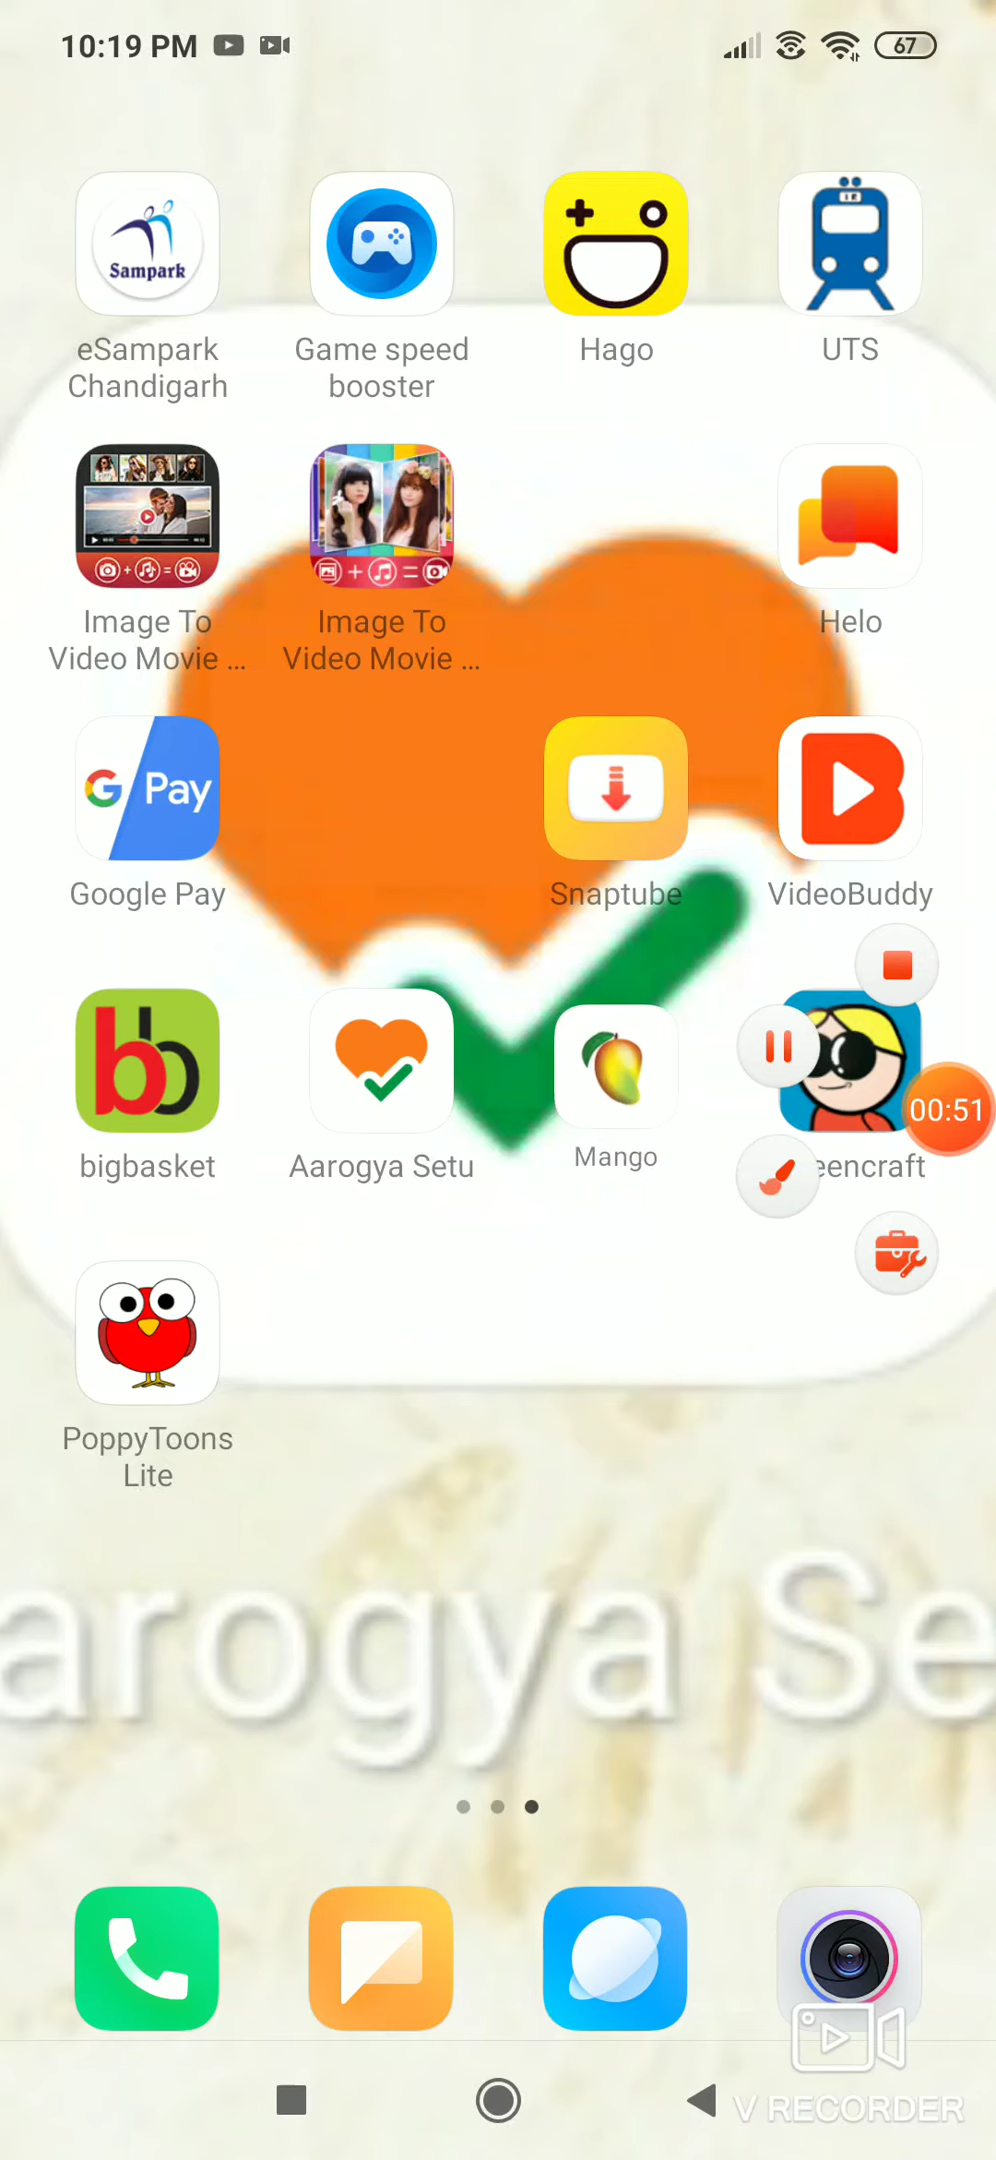 10:19 PM
67
Sampark
IR
eSampark
Chandigarh
Game speed
booster
Hago
UTS
Image To
Video Movie ...
Image To
Video Movie ...
Helo
G Pay
Google Pay
Snaptube
VideoBuddy
bb
bigbasket
Aarogya Setu
Mango
eencraft
00:51
PoppyToons
Lite
arogya Se
V RECORDER